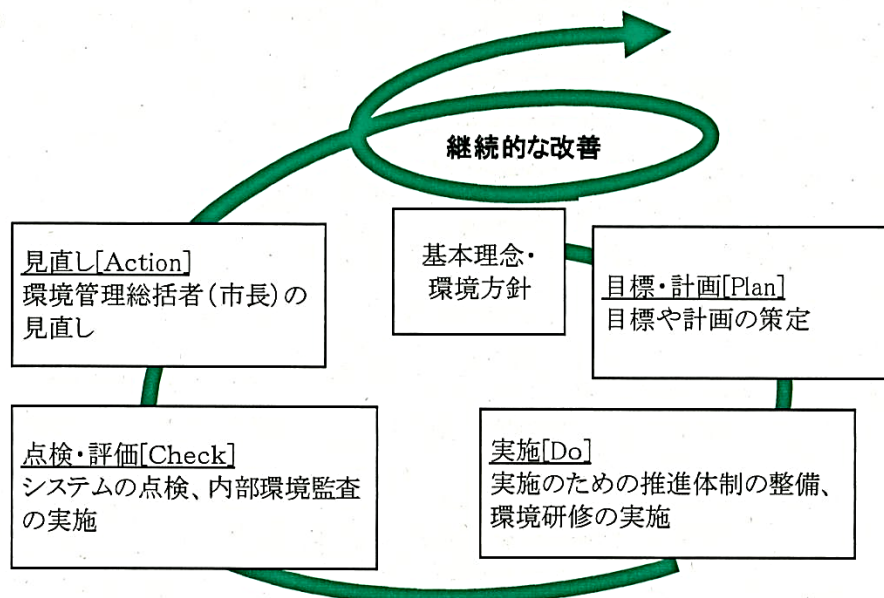 継続的な改善
基本理念・
環境方針
目標・計画[Plan]
目標や計画の策定
実施[Do]
実施のための推進体制の整備、
環境研修の実施
点検・評価[Check]
システムの点検、内部環境監査
の実施
見直し[Action]
環境管理総括者(市長)の
見直し